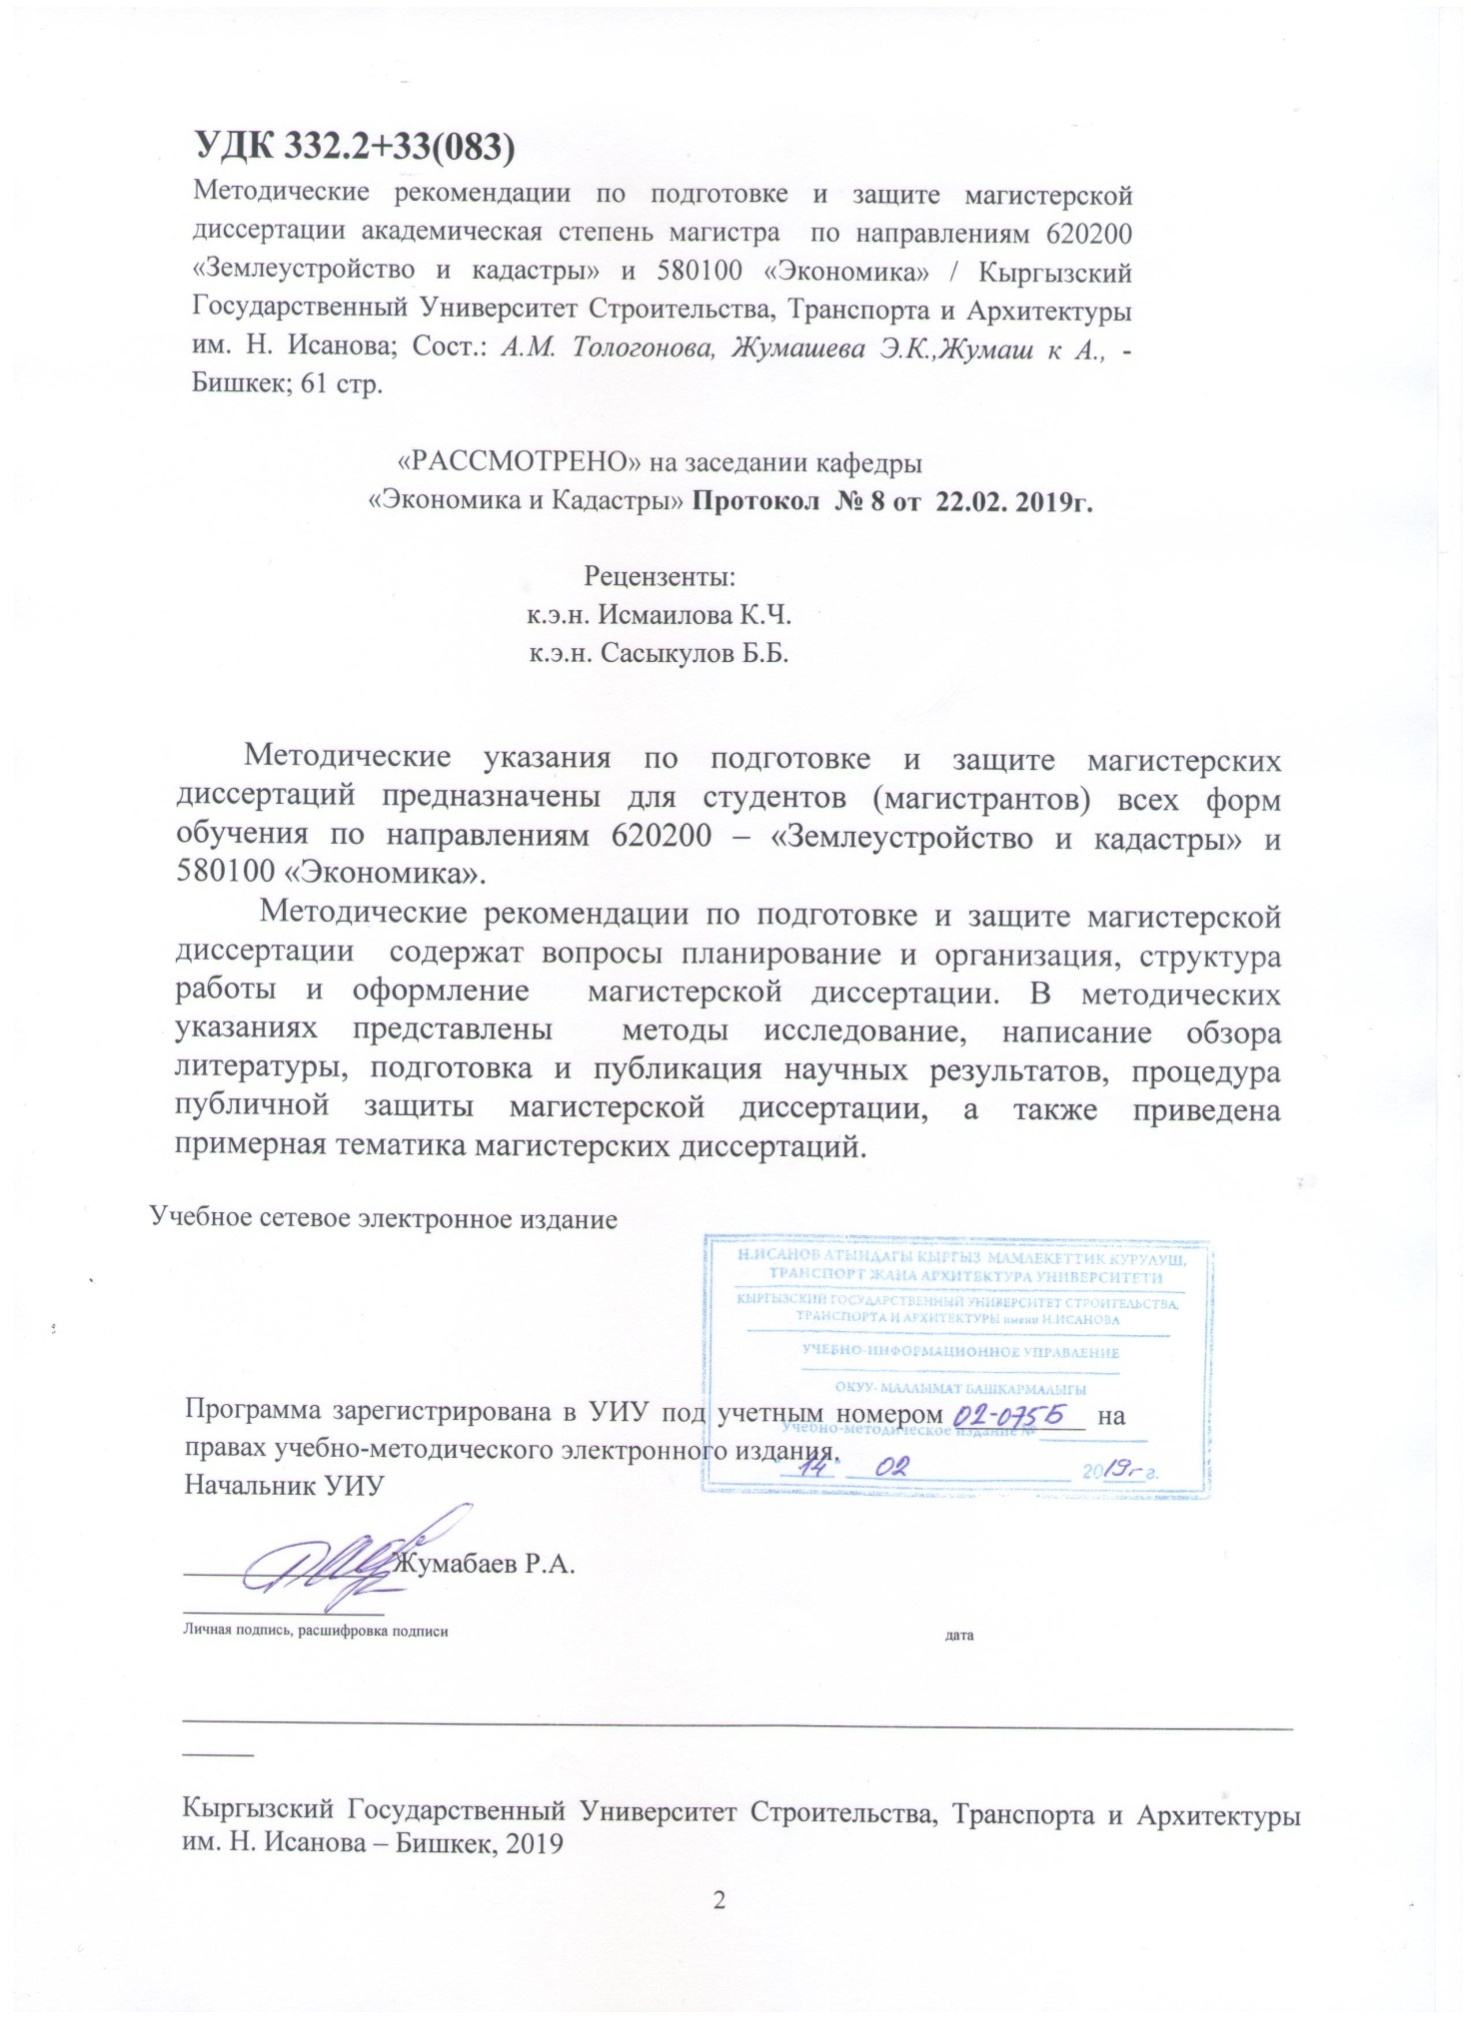 УДК 332.2+33(083)
Методические рекомендации по подготовке и защите магистерской
диссертации академическая степень магистра по направлениям 620200
«Землеустройство и кадастры» и 580100 «Экономика» / Кыргызский
Государственный Университет Строительства, Транспорта и Архитектуры
им. Н. Исанова; Сост.: А.М. Тологонова, Жумашева Э.К.,Жумаш к А., -
Бишкек; 61 стр.
«РАССМОТРЕНО» на заседании кафедры
«Экономика и Кадастры» Протокол № 8 от 22.02. 2019г.
Рецензенты:
к.э.н. Исмаилова К.Ч.
к.э.н. Сасыкулов Б.Б.
Методические указания по подготовке и защите магистерских
диссертаций предназначены для студентов (магистрантов) всех форм
обучения по направлениям 620200 – «Землеустройство и кадастры» и
580100 «Экономика».
Методические рекомендации по подготовке и защите магистерской
диссертации содержат вопросы планирование и организация, структура
работы и оформление магистерской диссертации. В методических
указаниях представлены методы исследование, написание обзора
литературы, подготовка и публикация научных результатов, процедура
публичной защиты магистерской диссертации, а также приведена
примерная тематика магистерских диссертаций.
Учебное сетевое электронное издание
Н.ИСАНОВ АТЫНДАГЫ КЫРГЫЗ МАМЛЕКЕТТИК КУРУЛУШ,
ТРАНСПОРТ ЖАНА АРХИТЕКТУРА УНИВЕРСИТЕТИ
КЫРГЫЗСКИЙ ГОСУДАРСТВЕННЫЙ УНИВЕРСИТЕТ СТРОИТЕЛЬСТВА,
ТРАНСПОРТА И АРХИТЕКТУРЫ имени Н.ИСАНОВА
УЧЕБНО-ИНФОРМАЦИОННОЕ УПРАВЛЕНИЕ
ОКУУ- МААЛЫМАТ БАШКАРМАЛЫГЫ
Программа зарегистрирована в УИУ под учетным номером 02-075Б на
Учебно-методическое издание №
правах учебно-методического электронного издания.
14 02 2019г г.
Начальник УИУ
Жумабаев Р.А.
Личная подпись, расшифровка подписи дата
Кыргызский Государственный Университет Строительства, Транспорта и Архитектуры
им. Н. Исанова – Бишкек, 2019
2